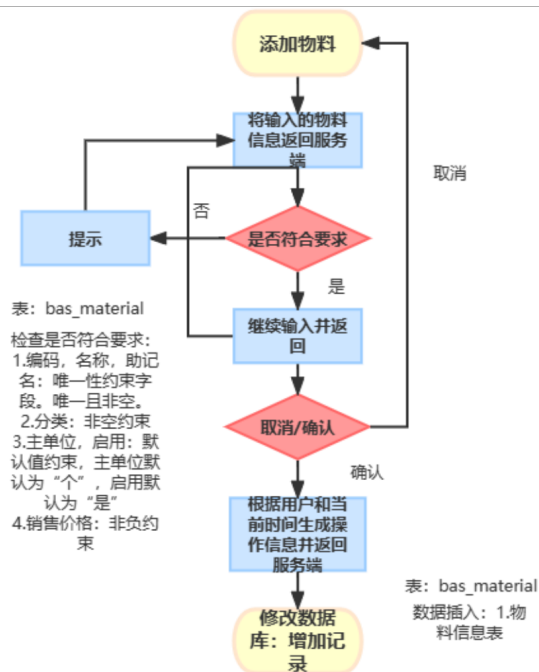 添加物料
将输入的物料
信息返回服务
端
取消
否
提示
是否符合要求
是
表：bas_material
继续输入并返
回
检查是否符合要求：
1.编码，名称，助记
名：唯一性约束字
段。唯一且非空。
2.分类：非空约束
3.主单位，启用：默
认值约束，主单位默
认为“个”，启用默
认为“是”
4.销售价格：非负约
束
取消/确认
确认
根据用户和当
前时间生成操
作信息并返回
服务端
表：bas_material
数据插入：1.物
料信息表
修改数据
库：增加记
录